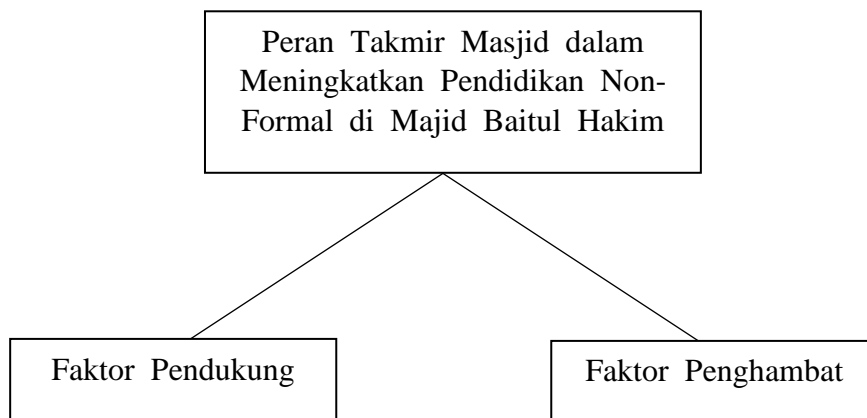 Peran Takmir Masjid dalam
Meningkatkan Pendidikan Non-
Formal di Majid Baitul Hakim
Faktor Pendukung
Faktor Penghambat